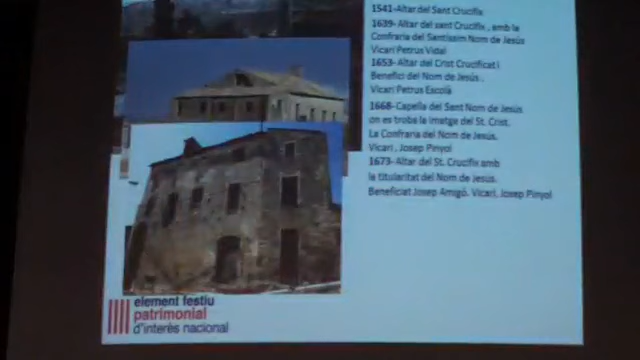 1541-Altar del Sant Crucifix
1639- Altar del sant Crucifix , amb la
Confraria del Santissim Nom de Jesús
Vicari Petrus Vidal
1653- Altar del Crist Crucificat i
Benefici del Nom de Jesús .
Vicari Petrus Escolà
1668-Capella del Sant Nom de Jesús
on es troba la imatge del St. Crist.
La Confraria del Nom de Jesús.
Vicari , Josep Pinyol
1673- Altar del St. Crucifix amb
la titularitat del Nom de Jesús.
Beneficiat Josep Amigó. Vicari, Josep Pinyol
element festiu
patrimonial
d'interès nacional